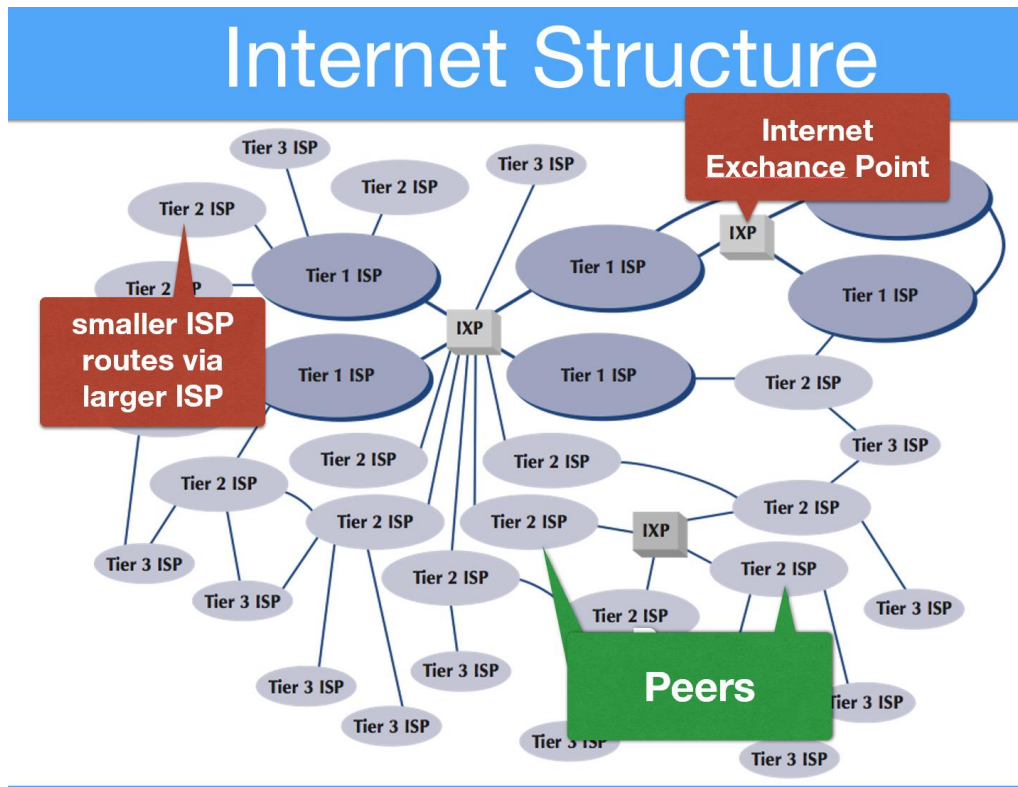 Internet Structure
Internet
Exchance Point
Tier 3 ISP
Tier 3 ISP
Tier 2 ISP
Tier 2 ISP
IXP
Tier 1 ISP
Tier 1 ISP
Tier 2
P
Tier 1 ISP
smaller ISP
routes via
larger ISP
IXP
Tier 1 ISP
Tier 1 ISP
Tier 2 ISP
Tier 3 ISP
Tier 2 ISP
Tier 2 ISP
Tier 2 ISP
Tier 2 ISP
Tier 2 ISP
Tier 2 ISP
IXP
Tier 3 ISP
Tier 2 ISP
Tier 2 ISP
Tier 3 ISP
Tier 3 ISP
Tier 2 ISP
Peers
Tier 3 ISP
Tier 3 ISP
Tier 3 ISP
Tier 3 ISP
Tier 3 ISP
Tier 3 ISP